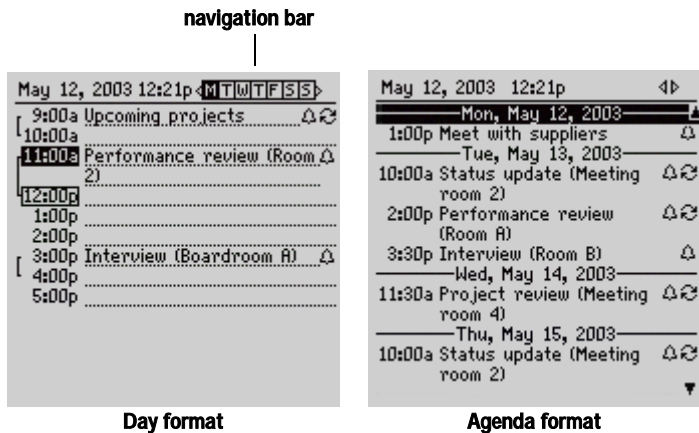 navigation bar
May 12, 2003 12:21p MTWTFSS
9:00a Upcoming projects
10:00a
11:00a Performance review (Room
2)
12:00p
1:00p
2:00p
3:00p Interview (Boardroom A)
4:00p
5:00p
Day format
May 12, 2003 12:21p
Mon, May 12, 2003
1:00p Meet with suppliers
Tue, May 13, 2003
10:00a Status update (Meeting
room 2)
2:00p Performance review
(Room A)
3:30p Interview (Room B)
Wed, May 14, 2003
11:30a Project review (Meeting
room 4)
Thu, May 15, 2003
10:00a Status update (Meeting
room 2)
Agenda format